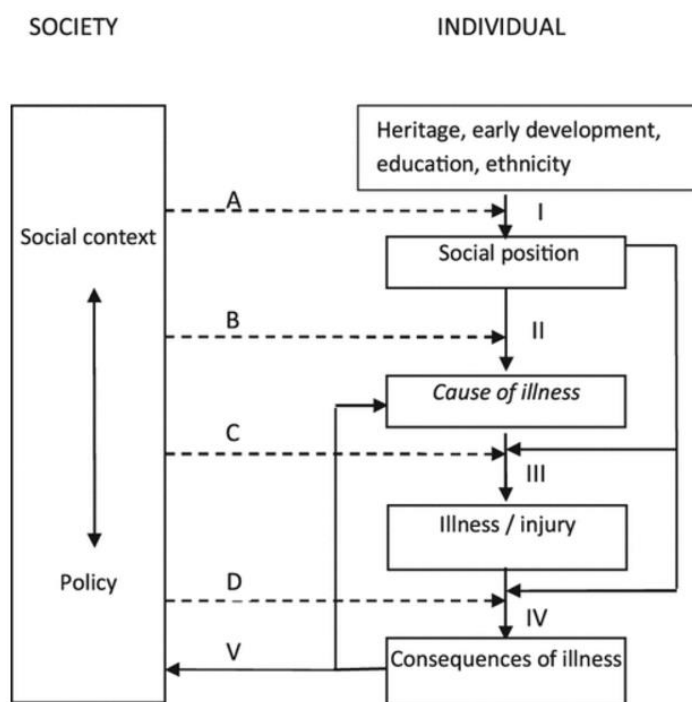 SOCIETY
INDIVIDUAL
Heritage, early development,
education, ethnicity
A
I
Social context
Social position
B
II
Cause of illness
C
III
Illness / injury
Policy
D
IV
V
Consequences of illness